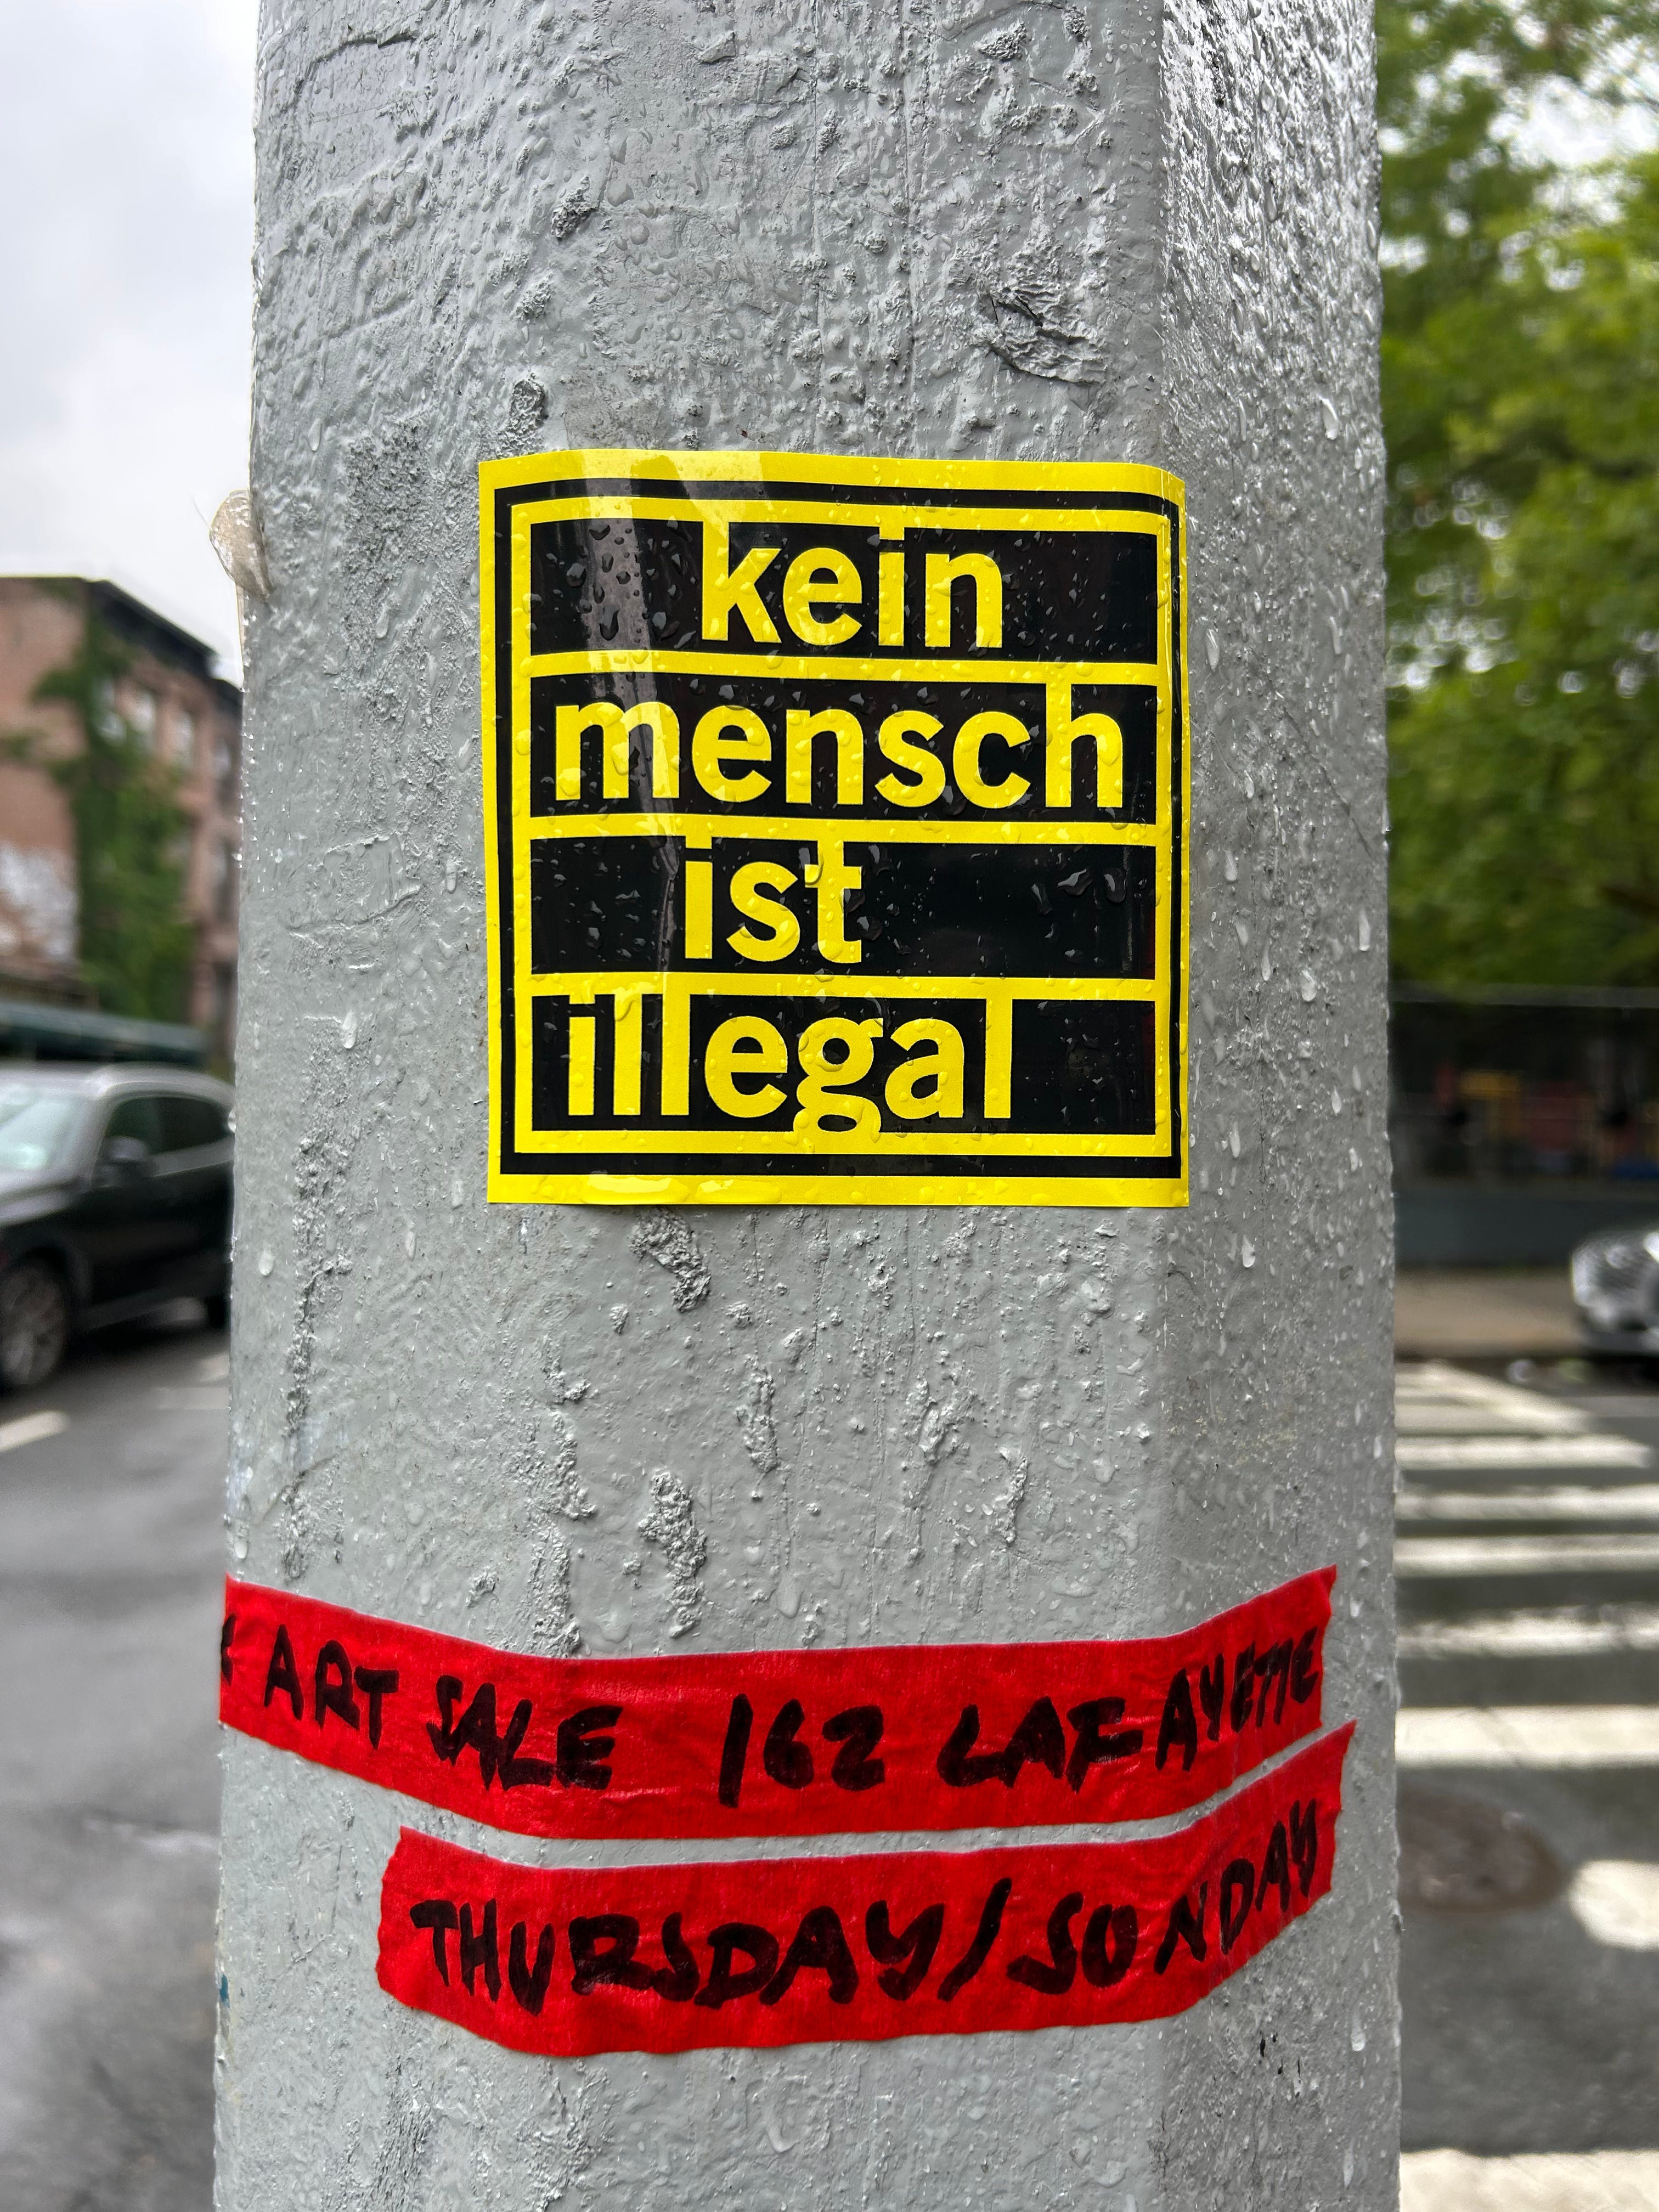 kein
mensch
ist
illegal
ART SALE 162 LAFAYETTE
THURSDAY/SUNDAY